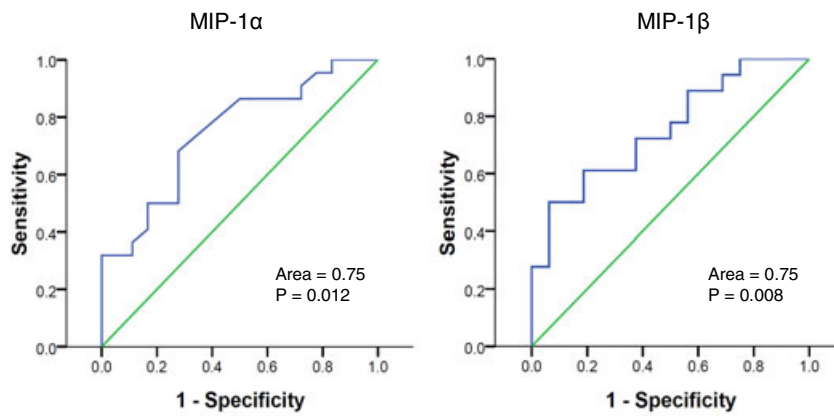 MIP-1α
1.0
0.8
0.6
0.4
0.2
0.0
Sensitivity
Area = 0.75
P = 0.012
0.0 0.2 0.4 0.6 0.8 1.0
1 - Specificity
MIP-1β
1.0
0.8
0.6
0.4
0.2
0.0
Sensitivity
Area = 0.75
P = 0.008
0.0 0.2 0.4 0.6 0.8 1.0
1 - Specificity